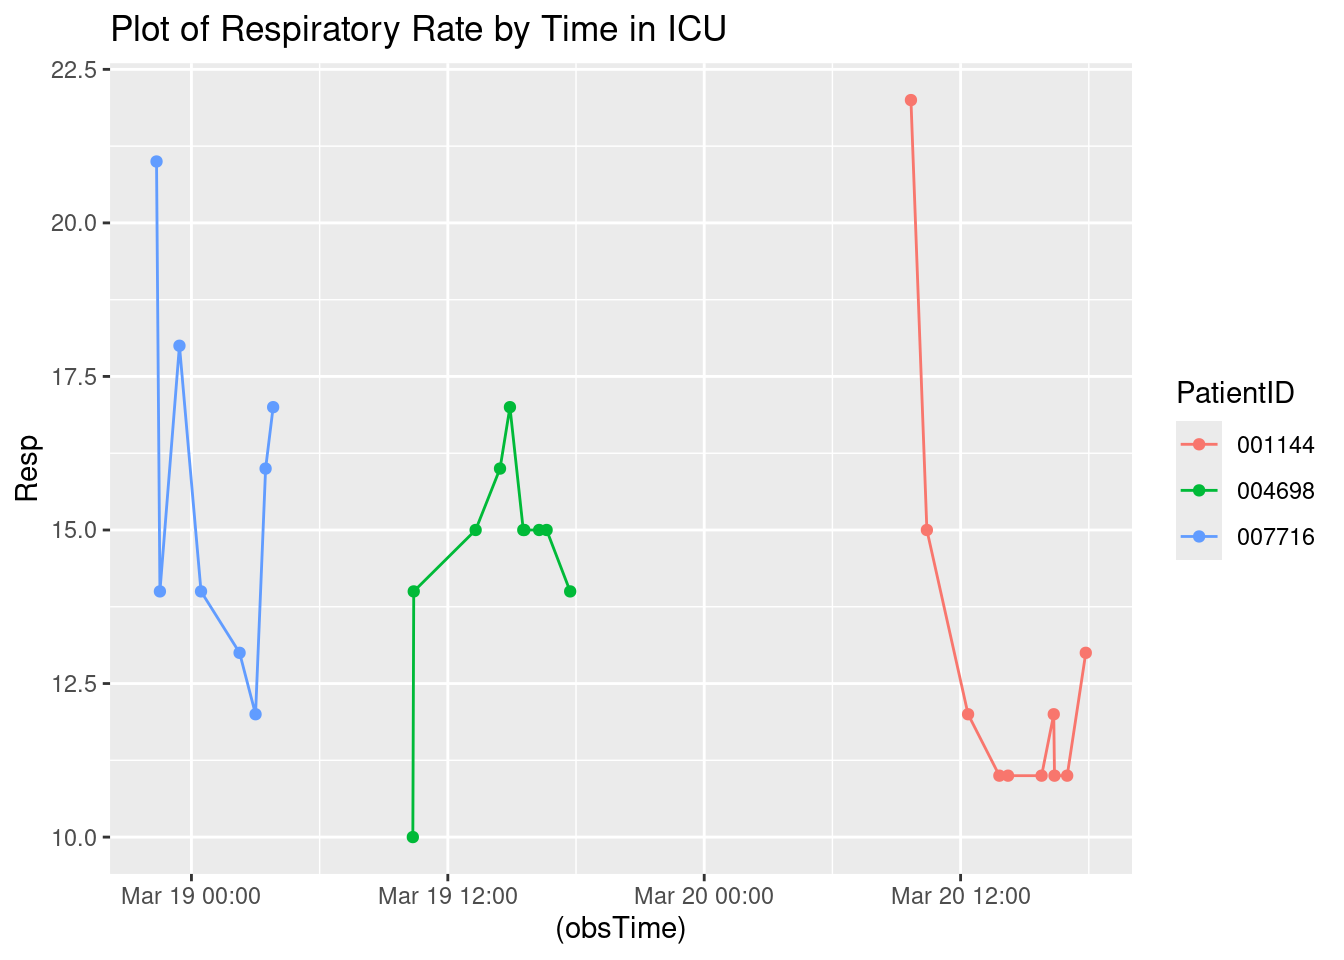 Plot of Respiratory Rate by Time in ICU
22.5
20.0
17.5
15.0
12.5
10.0
Resp
Mar 19 00:00
Mar 19 12:00
Mar 20 00:00
Mar 20 12:00
(obsTime)
PatientID
001144
004698
007716